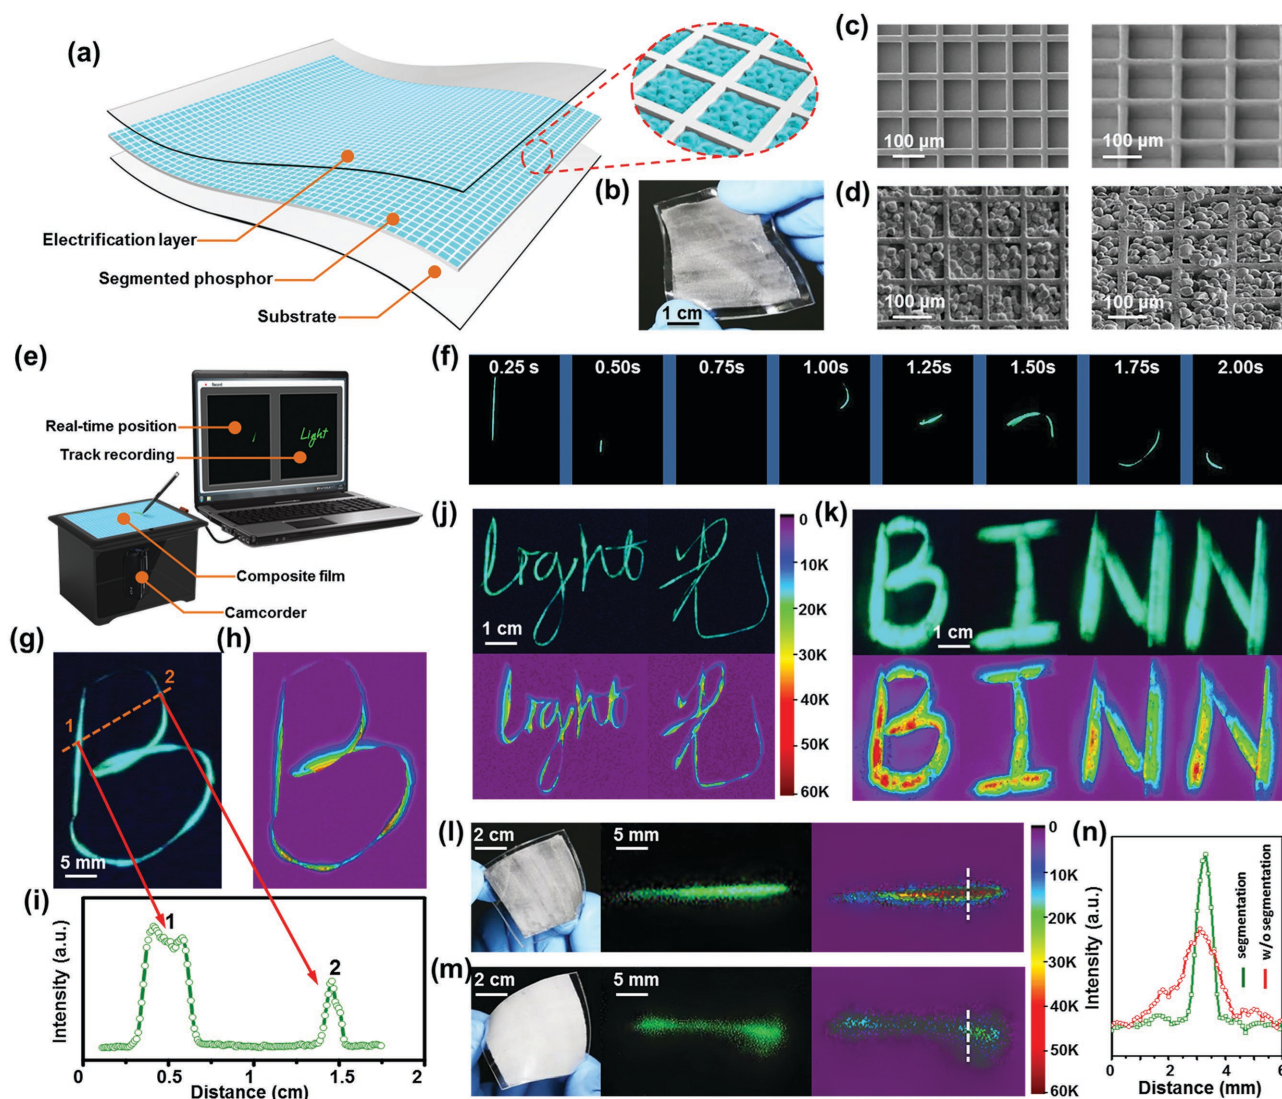 (a)
Electrification layer
Segmented phosphor
Substrate
(b)
1 cm
(c)
100 µm
100 µm
(d)
100 µm
100 µm
(e)
Real-time position
Track recording
Light
Composite film
Camcorder
(f)
0.25 s
0.50s
0.75s
1.00s
1.25s
1.50s
1.75s
2.00s
(g)
1
2
5 mm
(h)
(i)
Intensity (a.u.)
1
2
0
0.5
1
1.5
2
Distance (cm)
(j)
light 光
1 cm
light 光
0
10K
20K
30K
40K
50K
60K
(k)
BINN
1 cm
BINN
(l)
2 cm
5 mm
(m)
2 cm
5 mm
0
10K
20K
30K
40K
50K
60K
(n)
Intensity (a.u.)
segmentation
w/o segmentation
0
2
4
6
Distance (mm)